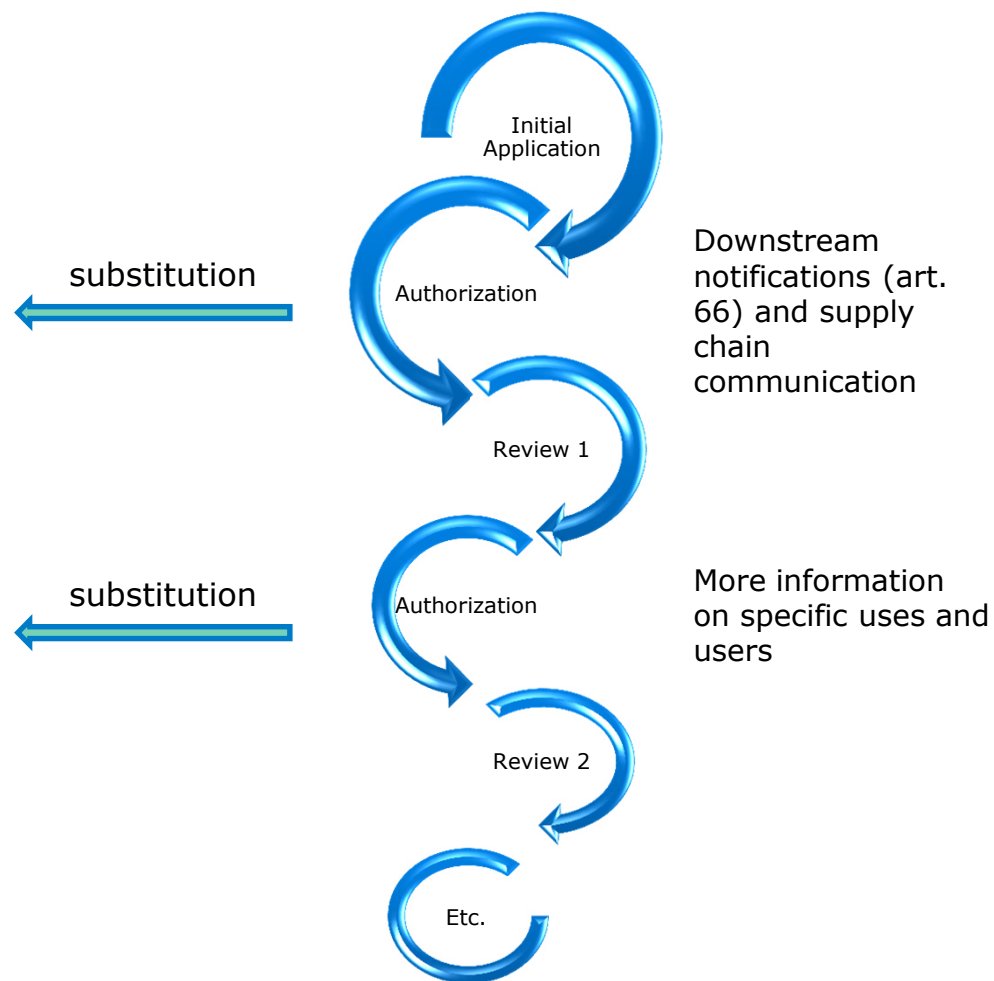 Initial
Application
substitution
Authorization
Downstream
notifications (art.
66) and supply
chain
communication
Review 1
substitution
Authorization
More information
on specific uses and
users
Review 2
Etc.